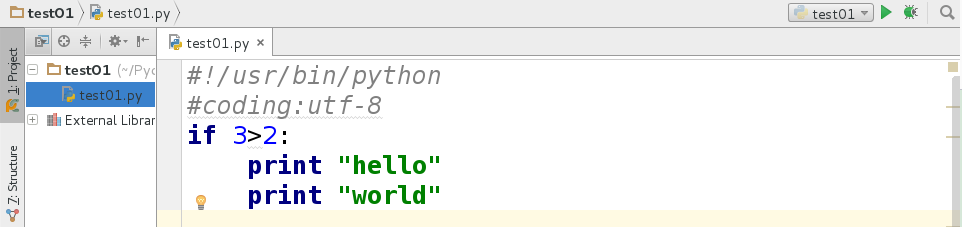 test01 test01.py test01
test01.py
1: Project
test01 (~/Pyc
test01.py
External Librar
7: Structure
#!/usr/bin/python
#coding:utf-8
if 3>2:
    print "hello"
    print "world"